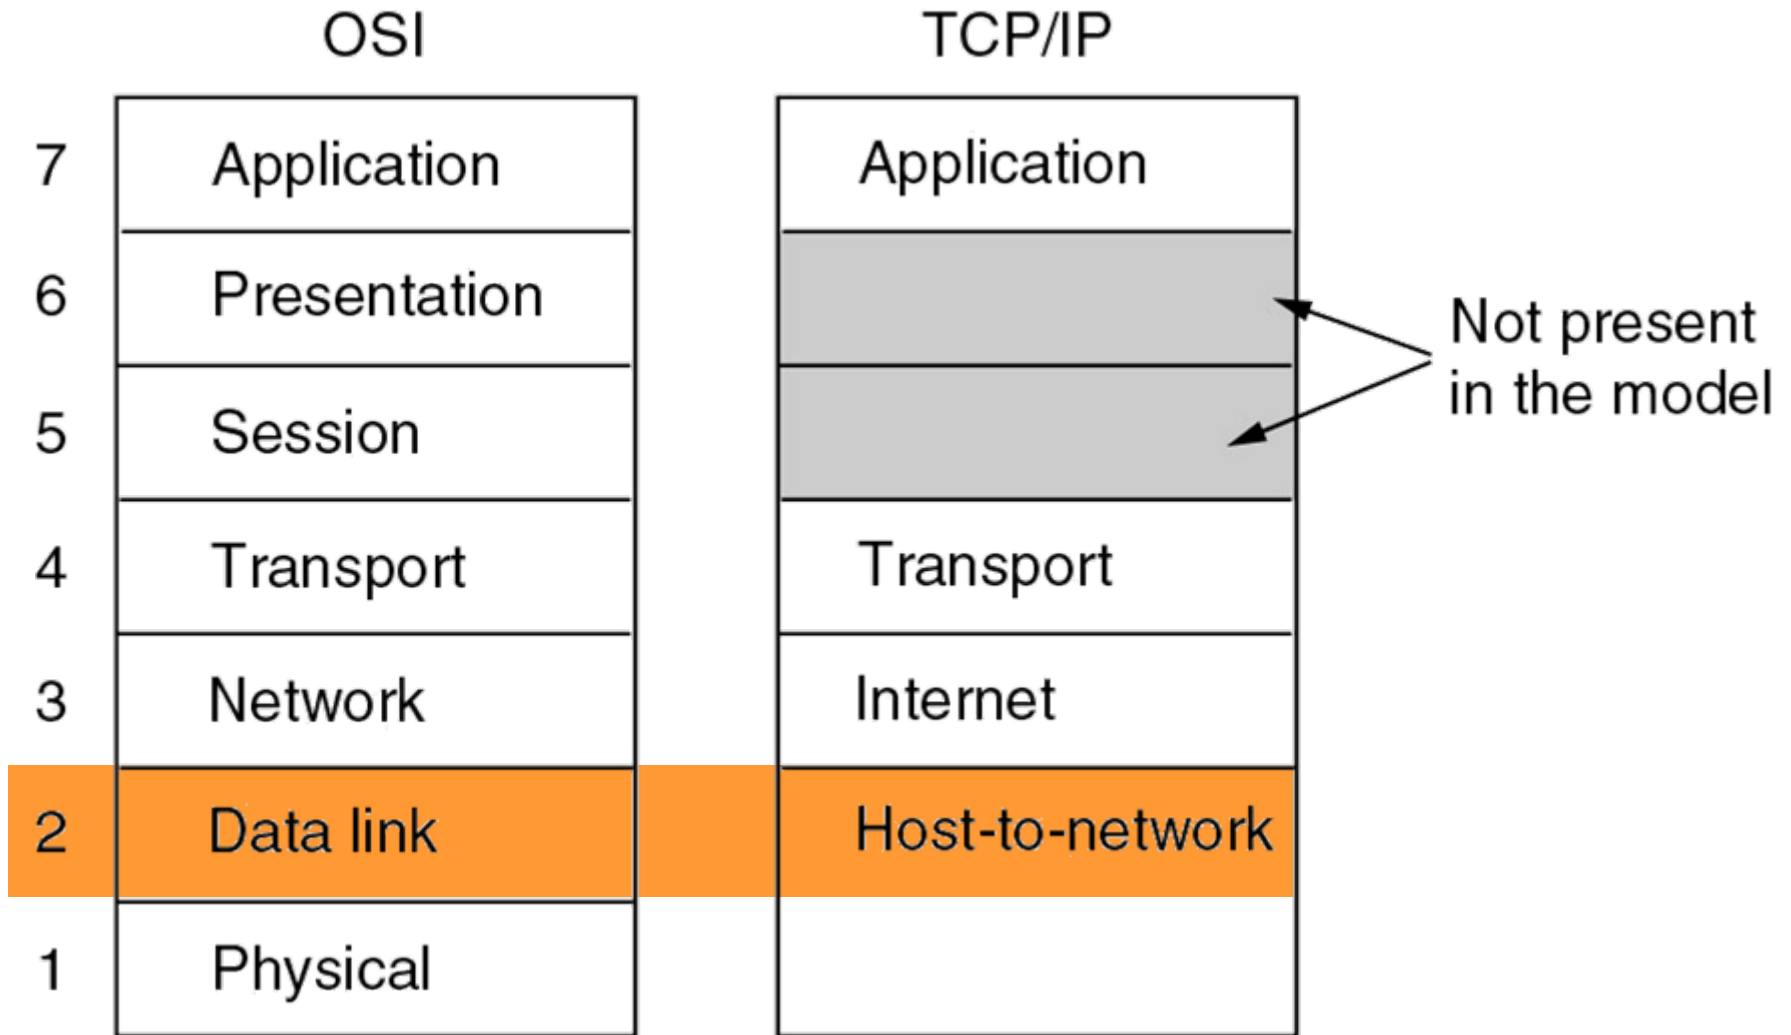 OSI TCP/IP
7 Application Application
6 Presentation
5 Session
Not present
in the model
4 Transport Transport
3 Network Internet
2 Data link Host-to-network
1 Physical